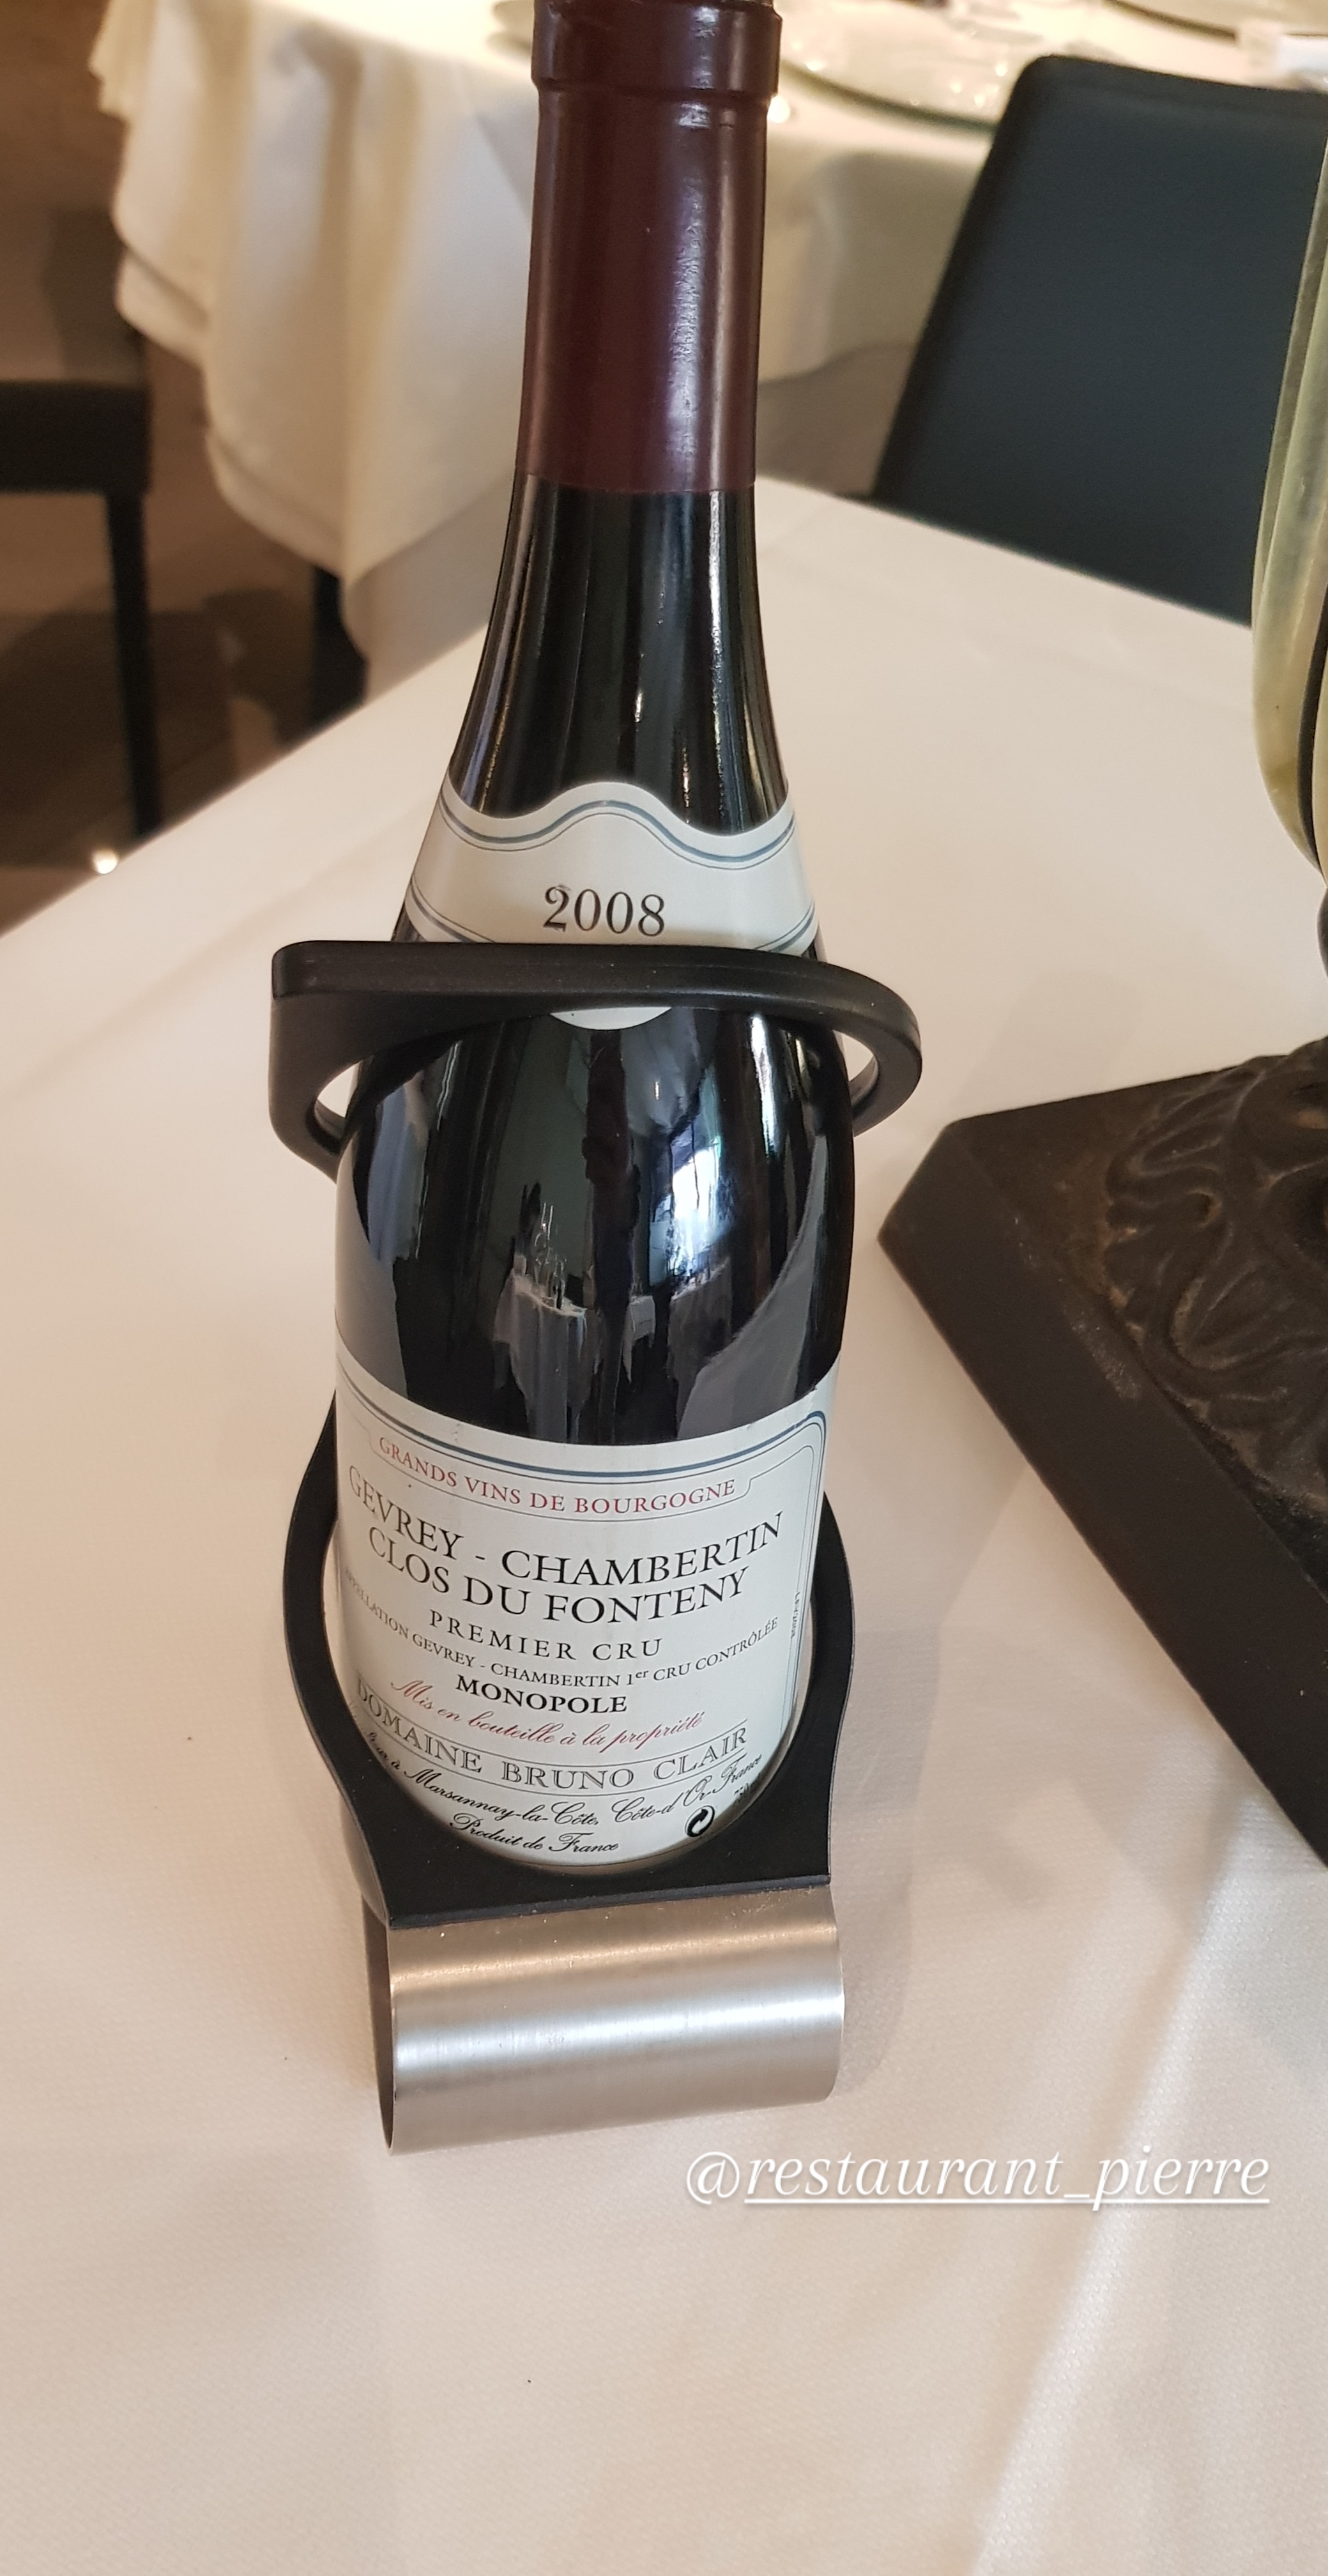 2008
GRANDS VINS DE BOURGOGNE
GEVREY - CHAMBERTIN
CLOS DU FONTENY
PREMIER CRU
APPELLATION GEVREY - CHAMBERTIN 1er CRU CONTRÔLÉE
MONOPOLE
Mis en bouteille à la propriété
DOMAINE BRUNO CLAIR
à Marsannay-la-Côte, Côte-d'Or-France
Produit de France
@restaurant_pierre